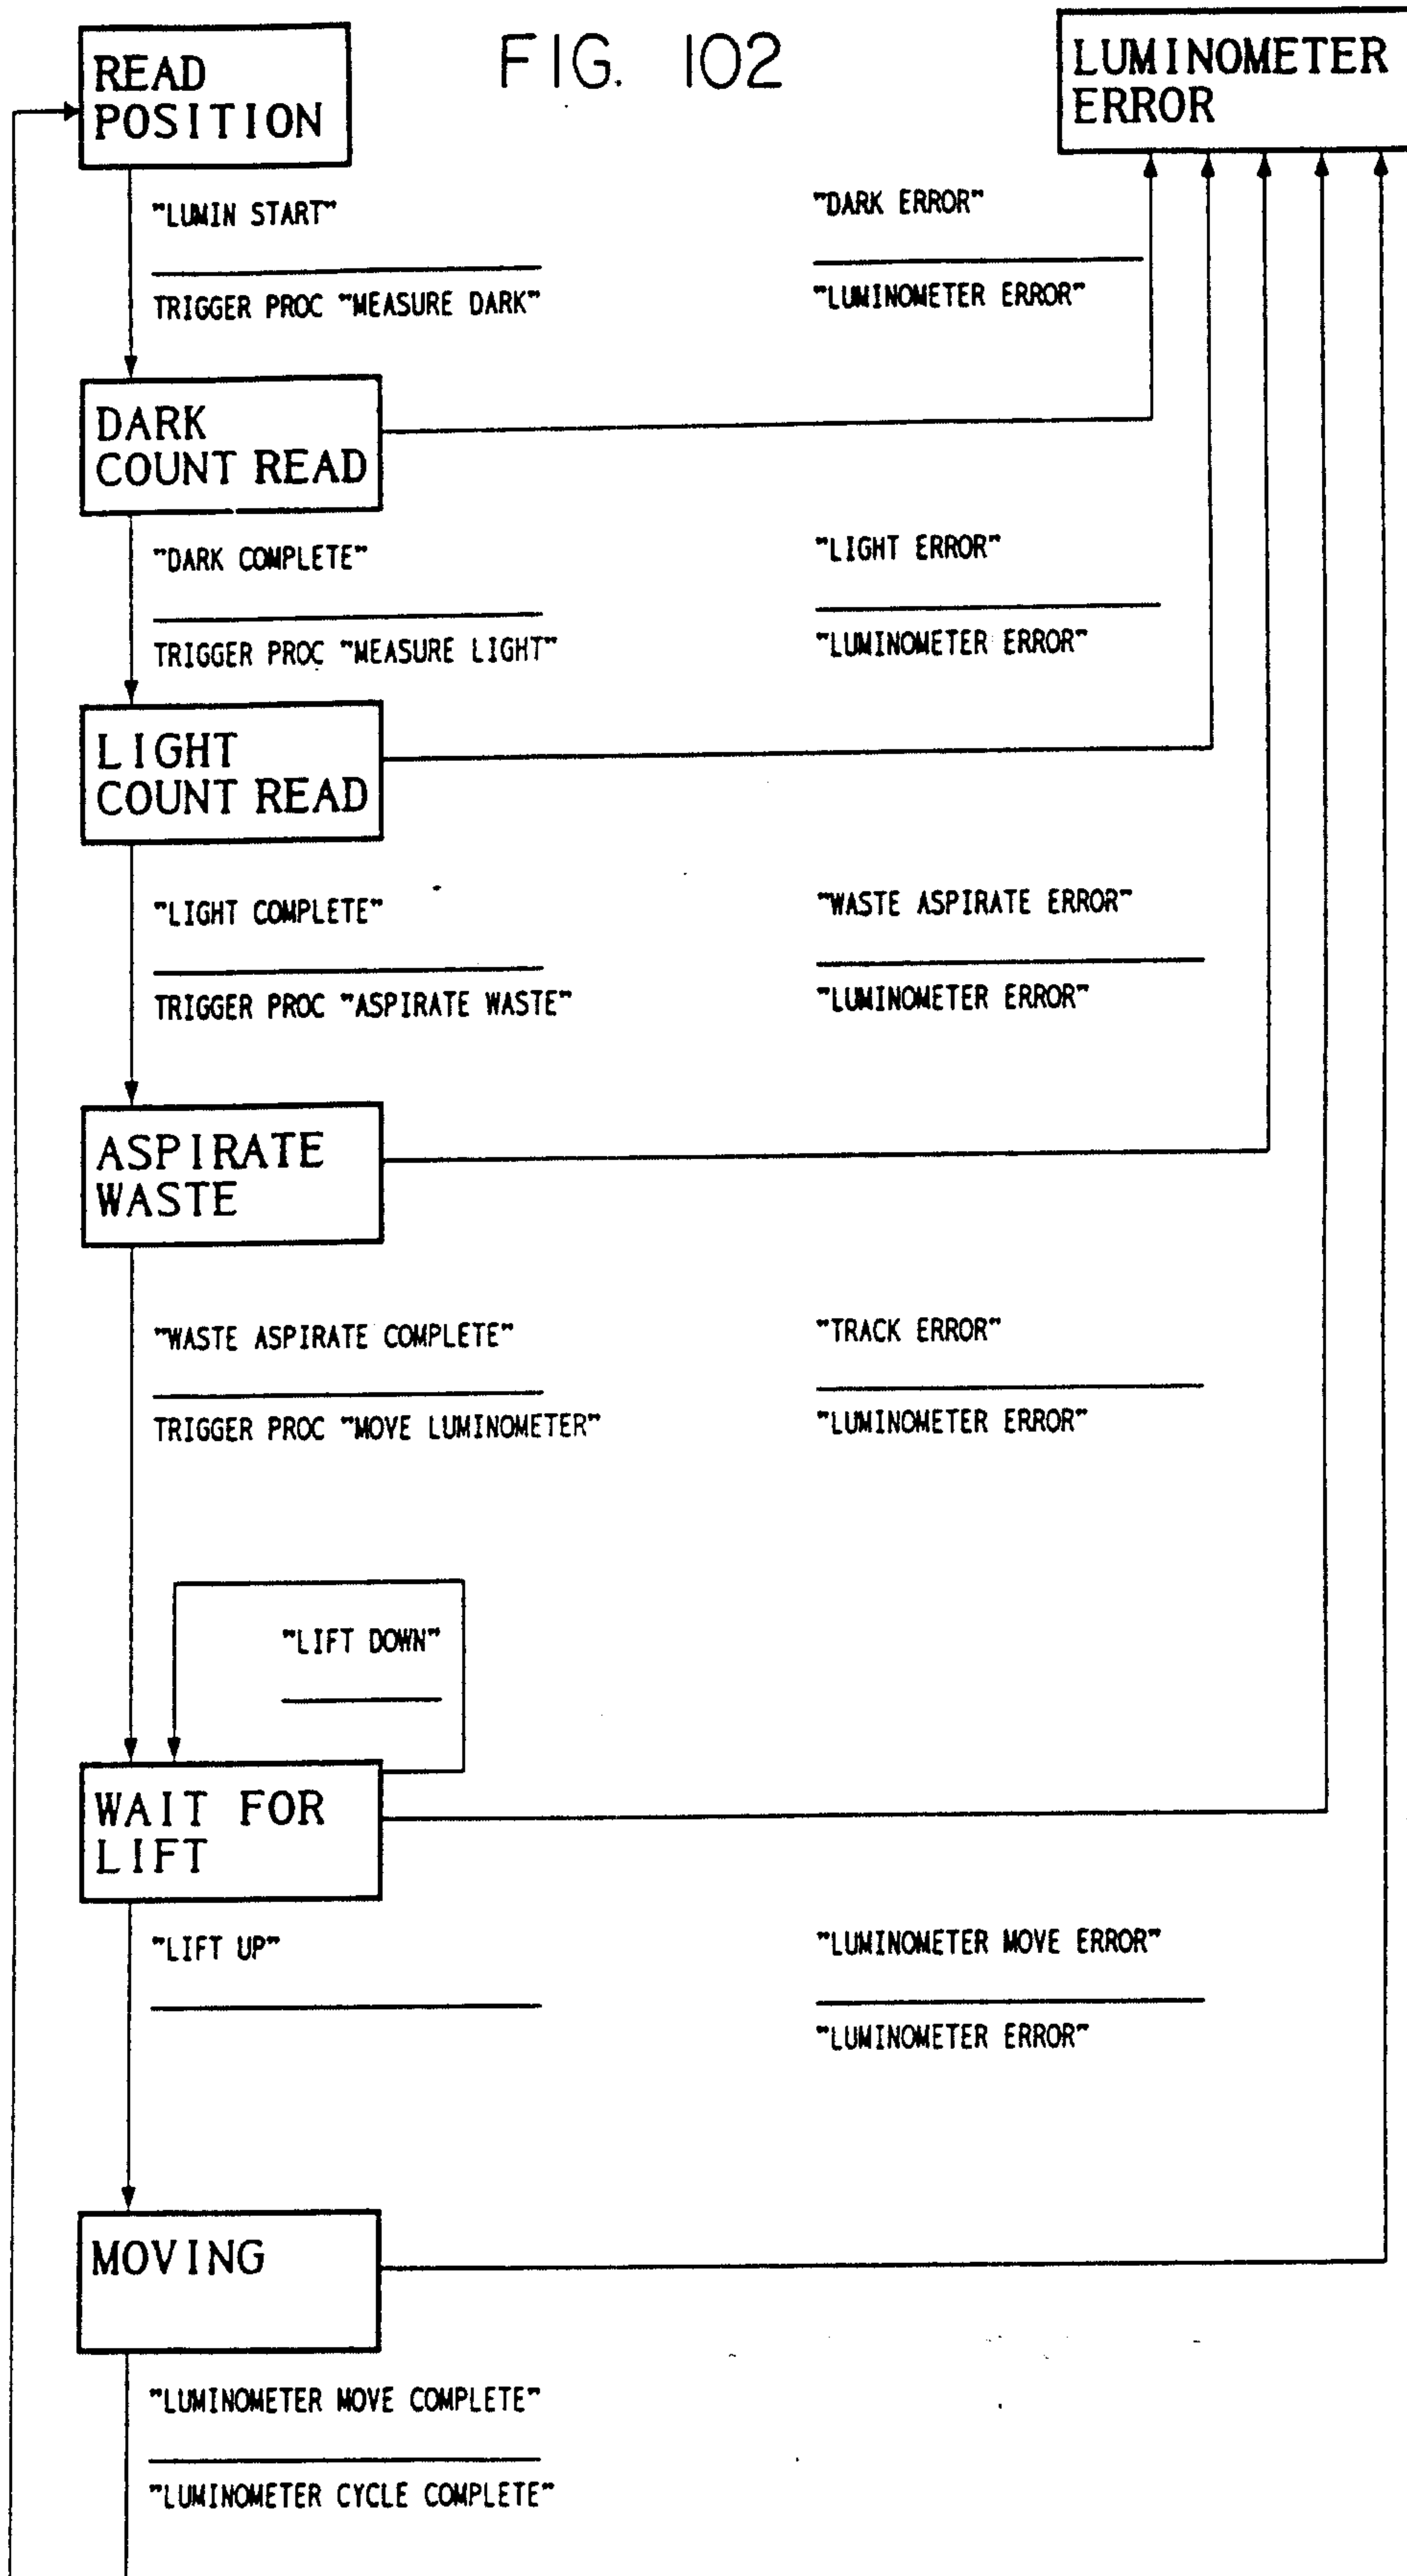 FIG. 102
READ
POSITION
LUMINOMETER
ERROR
"LUMIN START"
TRIGGER PROC "MEASURE DARK"
"DARK ERROR"
"LUMINOMETER ERROR"
DARK
COUNT READ
"DARK COMPLETE"
TRIGGER PROC "MEASURE LIGHT"
"LIGHT ERROR"
"LUMINOMETER ERROR"
LIGHT
COUNT READ
"LIGHT COMPLETE"
TRIGGER PROC "ASPIRATE WASTE"
"WASTE ASPIRATE ERROR"
"LUMINOMETER ERROR"
ASPIRATE
WASTE
"WASTE ASPIRATE COMPLETE"
TRIGGER PROC "MOVE LUMINOMETER"
"TRACK ERROR"
"LUMINOMETER ERROR"
"LIFT DOWN"
WAIT FOR
LIFT
"LIFT UP"
"LUMINOMETER MOVE ERROR"
"LUMINOMETER ERROR"
MOVING
"LUMINOMETER MOVE COMPLETE"
"LUMINOMETER CYCLE COMPLETE"